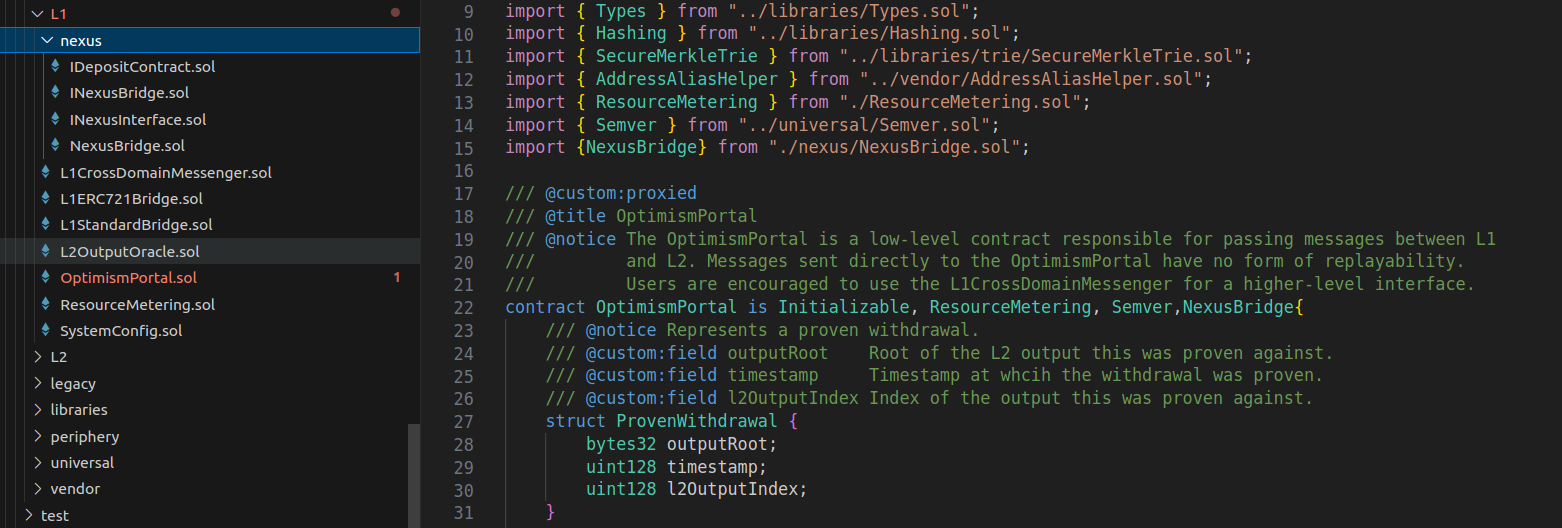 L1
nexus
IDepositContract.sol
INexusBridge.sol
INexusInterface.sol
NexusBridge.sol
L1CrossDomainMessenger.sol
L1ERC721Bridge.sol
L1StandardBridge.sol
L2OutputOracle.sol
OptimismPortal.sol 1
ResourceMetering.sol
SystemConfig.sol
L2
legacy
libraries
periphery
universal
vendor
test
9 import { Types } from "../libraries/Types.sol";
10 import { Hashing } from "../libraries/Hashing.sol";
11 import { SecureMerkleTrie } from "../libraries/trie/SecureMerkleTrie.sol";
12 import { AddressAliasHelper } from "../vendor/AddressAliasHelper.sol";
13 import { ResourceMetering } from "./ResourceMetering.sol";
14 import { Semver } from "../universal/Semver.sol";
15 import {NexusBridge} from "./nexus/NexusBridge.sol";
16
17 /// @custom:proxied
18 /// @title OptimismPortal
19 /// @notice The OptimismPortal is a low-level contract responsible for passing messages between L1
20 /// and L2. Messages sent directly to the OptimismPortal have no form of replayability.
21 /// Users are encouraged to use the L1CrossDomainMessenger for a higher-level interface.
22 contract OptimismPortal is Initializable, ResourceMetering, Semver,NexusBridge{
23 /// @notice Represents a proven withdrawal.
24 /// @custom:field outputRoot Root of the L2 output this was proven against.
25 /// @custom:field timestamp Timestamp at whcih the withdrawal was proven.
26 /// @custom:field l2OutputIndex Index of the output this was proven against.
27 struct ProvenWithdrawal {
28 bytes32 outputRoot;
29 uint128 timestamp;
30 uint128 l2OutputIndex;
31 }